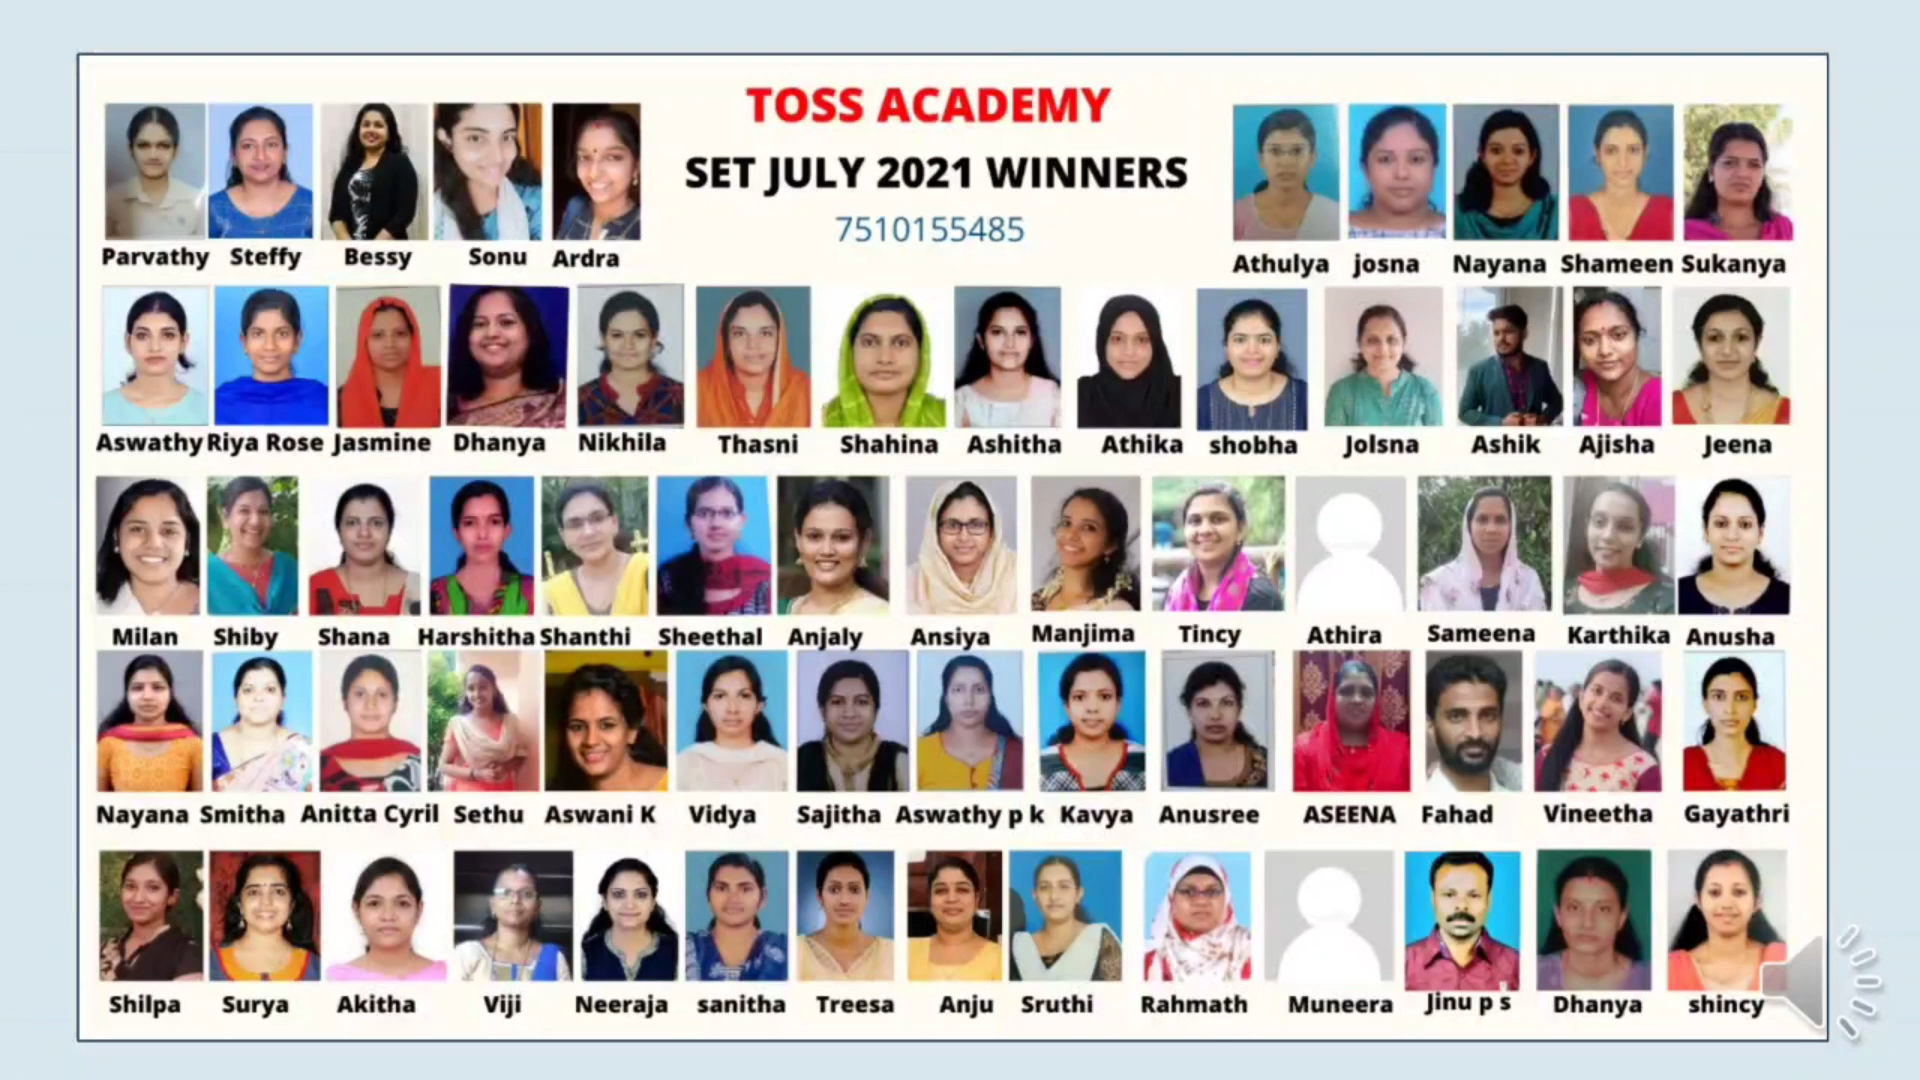 TOSS ACADEMY
SET JULY 2021 WINNERS
7510155485
Parvathy Steffy Bessy Sonu Ardra
Athulya josna Nayana Shameen Sukanya
Aswathy Riya Rose Jasmine Dhanya Nikhila Thasni Shahina Ashitha Athika shobha Jolsna Ashik Ajisha Jeena
Milan Shiby Shana Harshitha Shanthi Sheethal Anjaly Ansiya Manjima Tincy Athira Sameena Karthika Anusha
Nayana Smitha Anitta Cyril Sethu Aswani K Vidya Sajitha Aswathy p k Kavya Anusree ASEENA Fahad Vineetha Gayathri
Shilpa Surya Akitha Viji Neeraja sanitha Treesa Anju Sruthi Rahmath Muneera Jinu p s Dhanya shincy